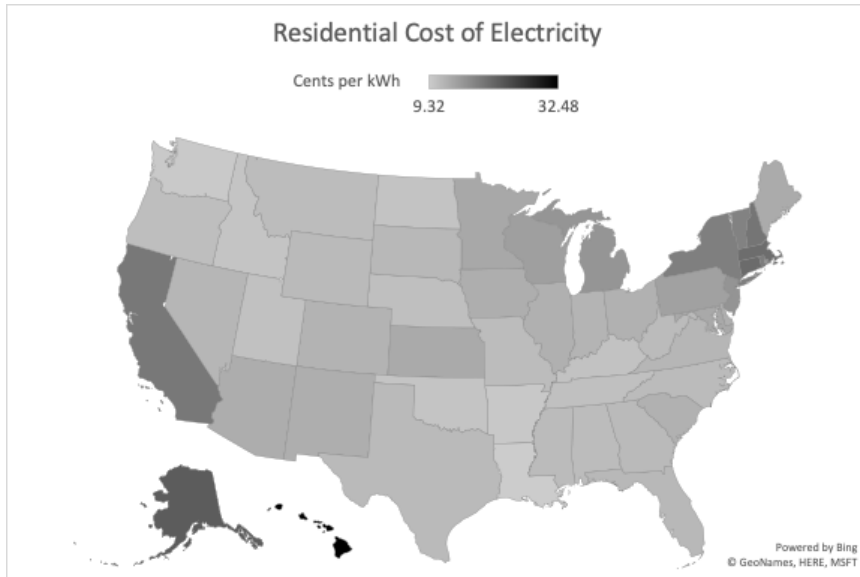 Residential Cost of Electricity
Cents per kWh
9.32 32.48
Powered by Bing
© GeoNames, HERE, MSFT